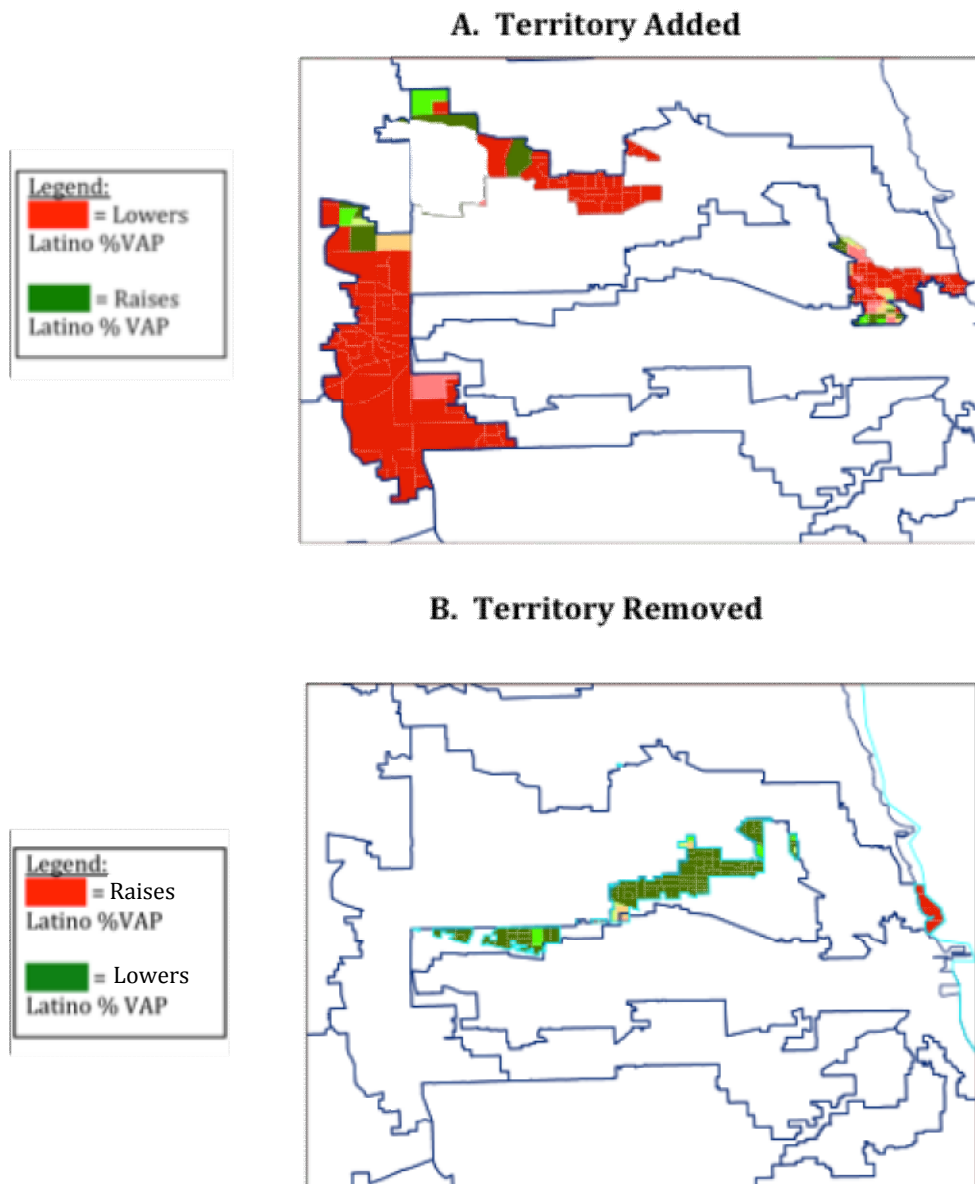 A. Territory Added
Legend:
= Lowers
Latino %VAP
= Raises
Latino % VAP
B. Territory Removed
Legend:
= Raises
Latino %VAP
= Lowers
Latino % VAP